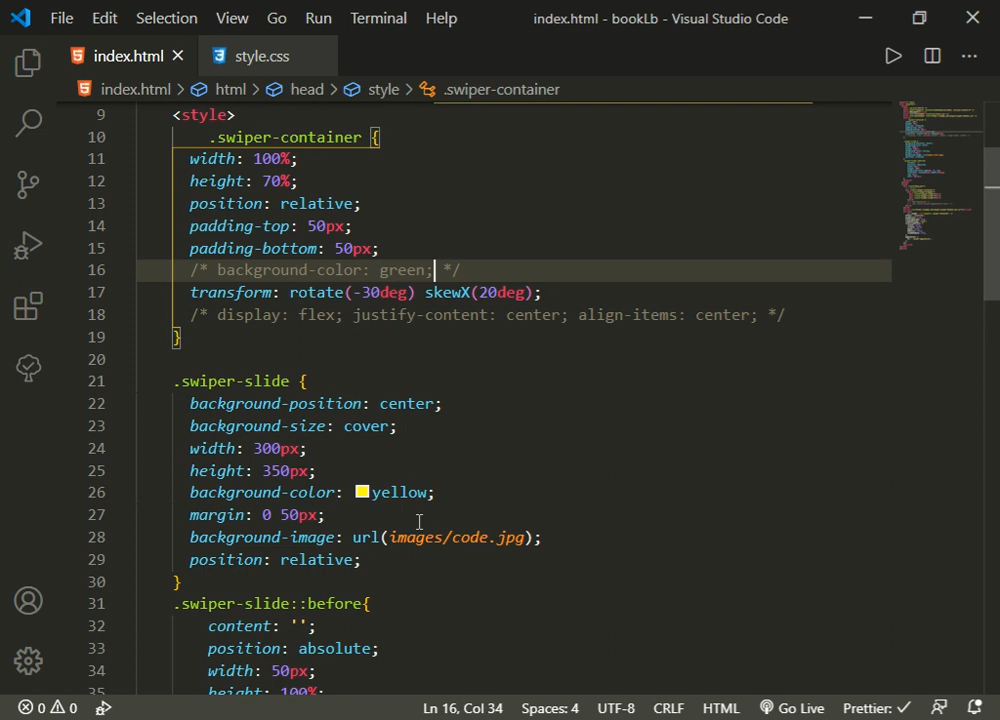 File Edit Selection View Go Run Terminal Help index.html - bookLb - Visual Studio Code
index.html style.css
index.html > html > head > style > .swiper-container
9 <style>
10 .swiper-container {
11 width: 100%;
12 height: 70%;
13 position: relative;
14 padding-top: 50px;
15 padding-bottom: 50px;
16 /* background-color: green; */
17 transform: rotate(-30deg) skewX(20deg);
18 /* display: flex; justify-content: center; align-items: center; */
19 }
20
21 .swiper-slide {
22 background-position: center;
23 background-size: cover;
24 width: 300px;
25 height: 350px;
26 background-color: yellow;
27 margin: 0 50px;
28 background-image: url(images/code.jpg);
29 position: relative;
30 }
31 .swiper-slide::before{
32 content: '';
33 position: absolute;
34 width: 50px;
35 height: 100%;
0 0 Ln 16, Col 34 Spaces: 4 UTF-8 CRLF HTML Go Live Prettier: ✓